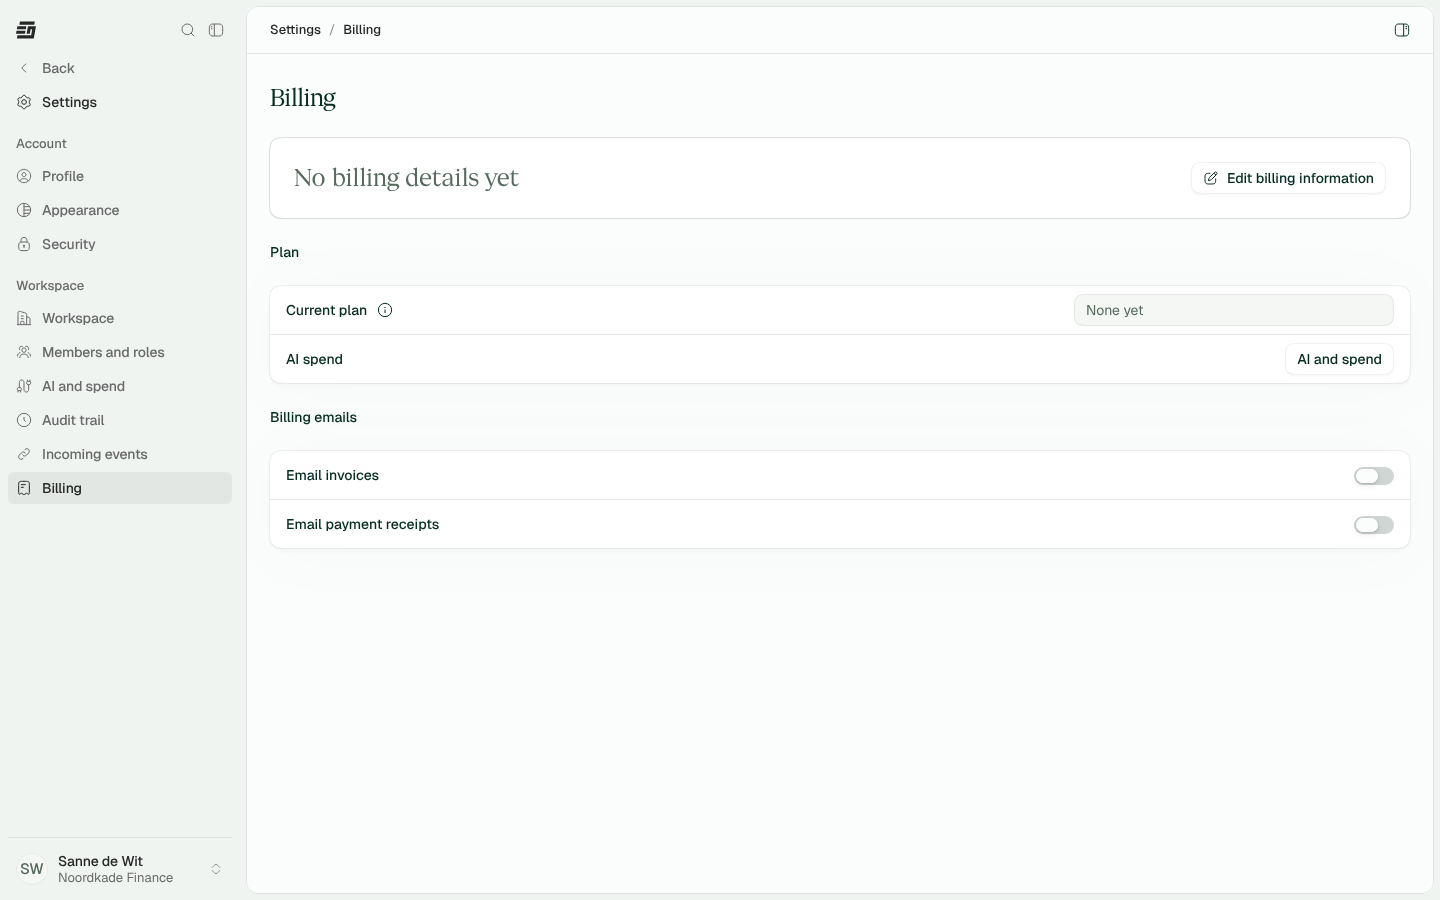 Settings / Billing
Back
Settings
Account
Profile
Appearance
Security
Workspace
Workspace
Members and roles
AI and spend
Audit trail
Incoming events
Billing
Sanne de Wit
SW
Noordkade Finance
Billing
No billing details yet
Edit billing information
Plan
Current plan
None yet
AI spend
AI and spend
Billing emails
Email invoices
Email payment receipts